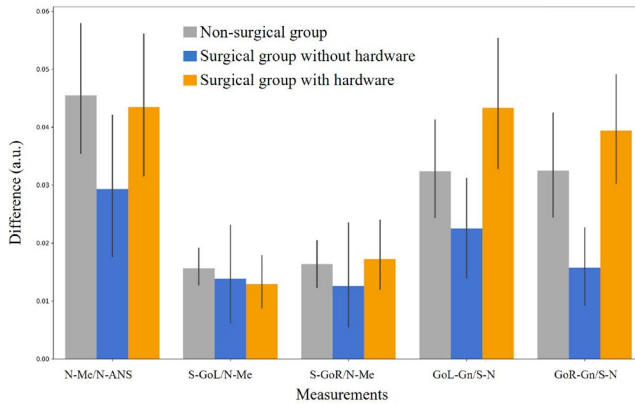 0.06
Non-surgical group
Surgical group without hardware
Surgical group with hardware
0.05
0.04
0.03
0.02
0.01
0.00
Difference (a.u.)
N-Me/N-ANS S-GoL/N-Me S-GoR/N-Me GoL-Gn/S-N GoR-Gn/S-N
Measurements